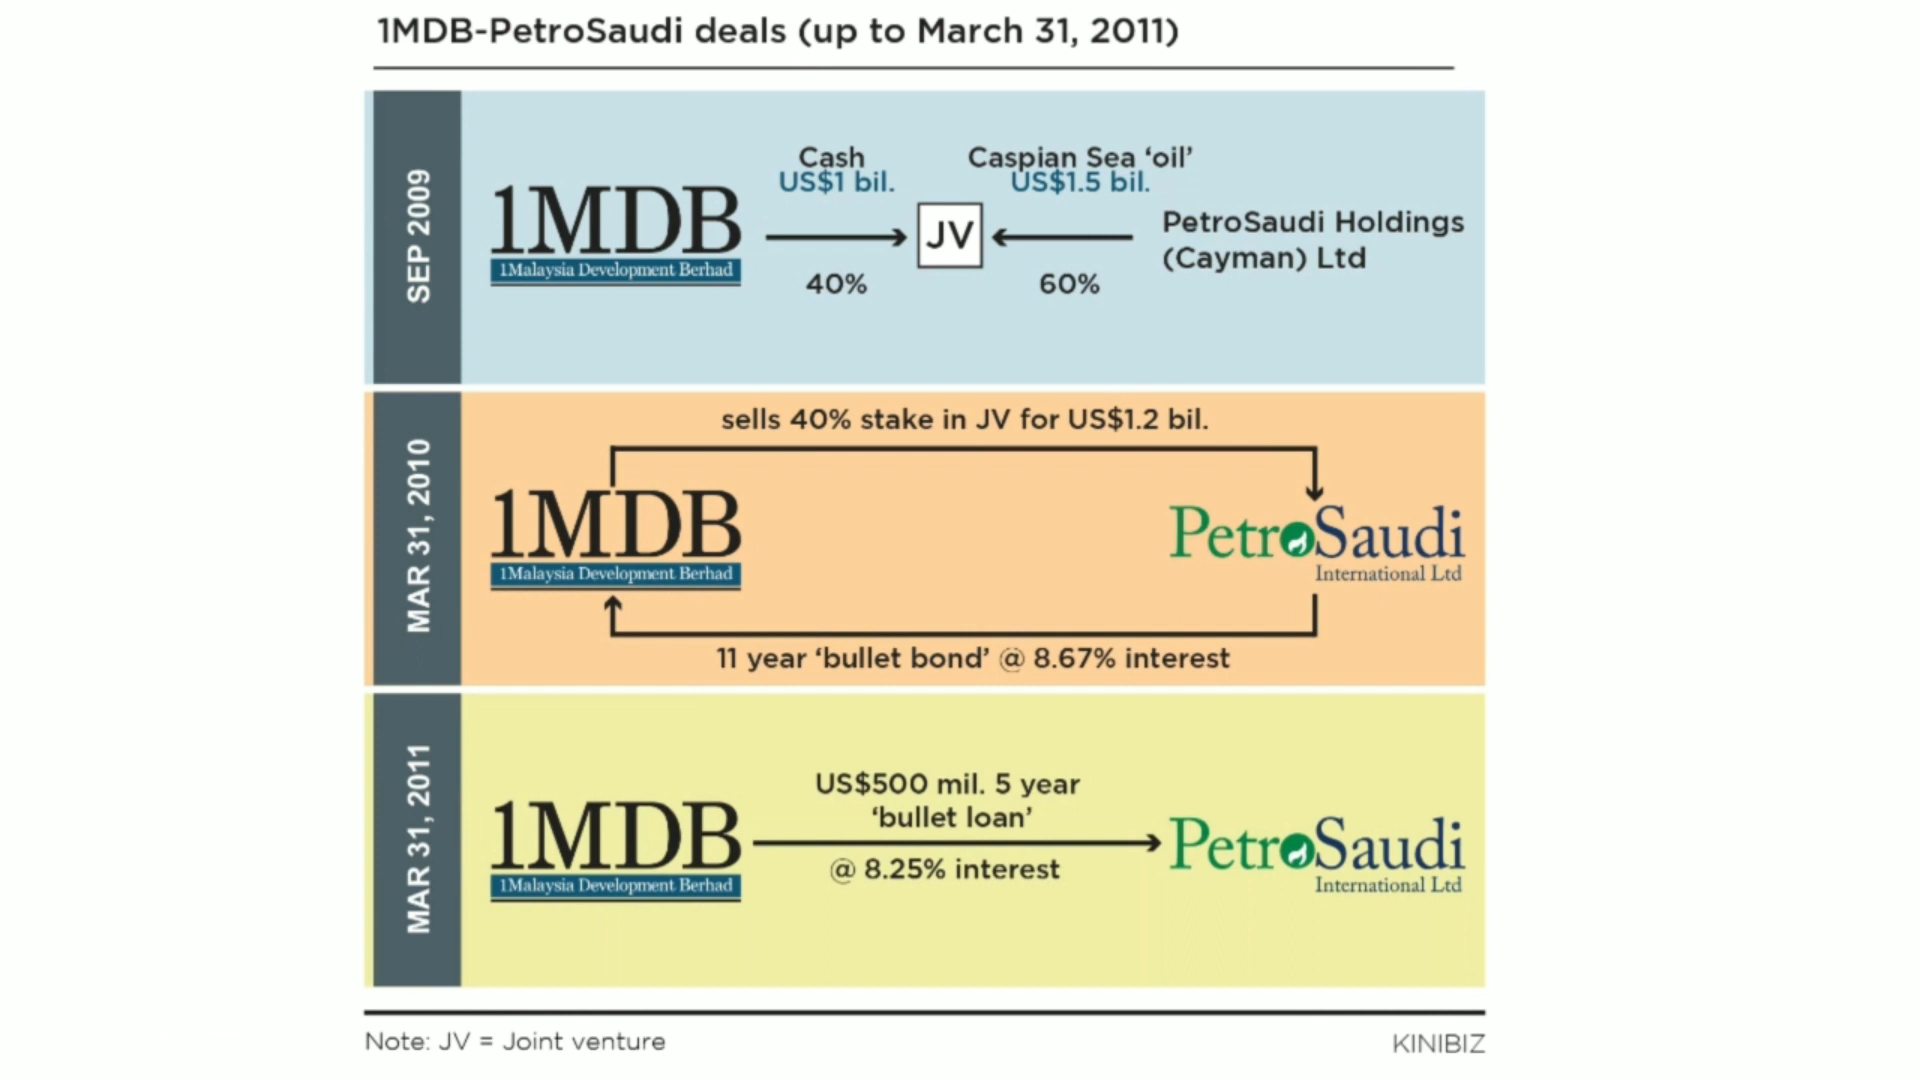 1MDB-PetroSaudi deals (up to March 31, 2011)
SEP 2009
1MDB
1Malaysia Development Berhad
Cash
US$1 bil.
40%
JV
Caspian Sea ‘oil’
US$1.5 bil.
60%
PetroSaudi Holdings
(Cayman) Ltd
MAR 31, 2010
sells 40% stake in JV for US$1.2 bil.
1MDB
1Malaysia Development Berhad
PetroSaudi
International Ltd
11 year ‘bullet bond’ @ 8.67% interest
MAR 31, 2011
1MDB
1Malaysia Development Berhad
US$500 mil. 5 year
‘bullet loan’
@ 8.25% interest
PetroSaudi
International Ltd
Note: JV = Joint venture
KINIBIZ